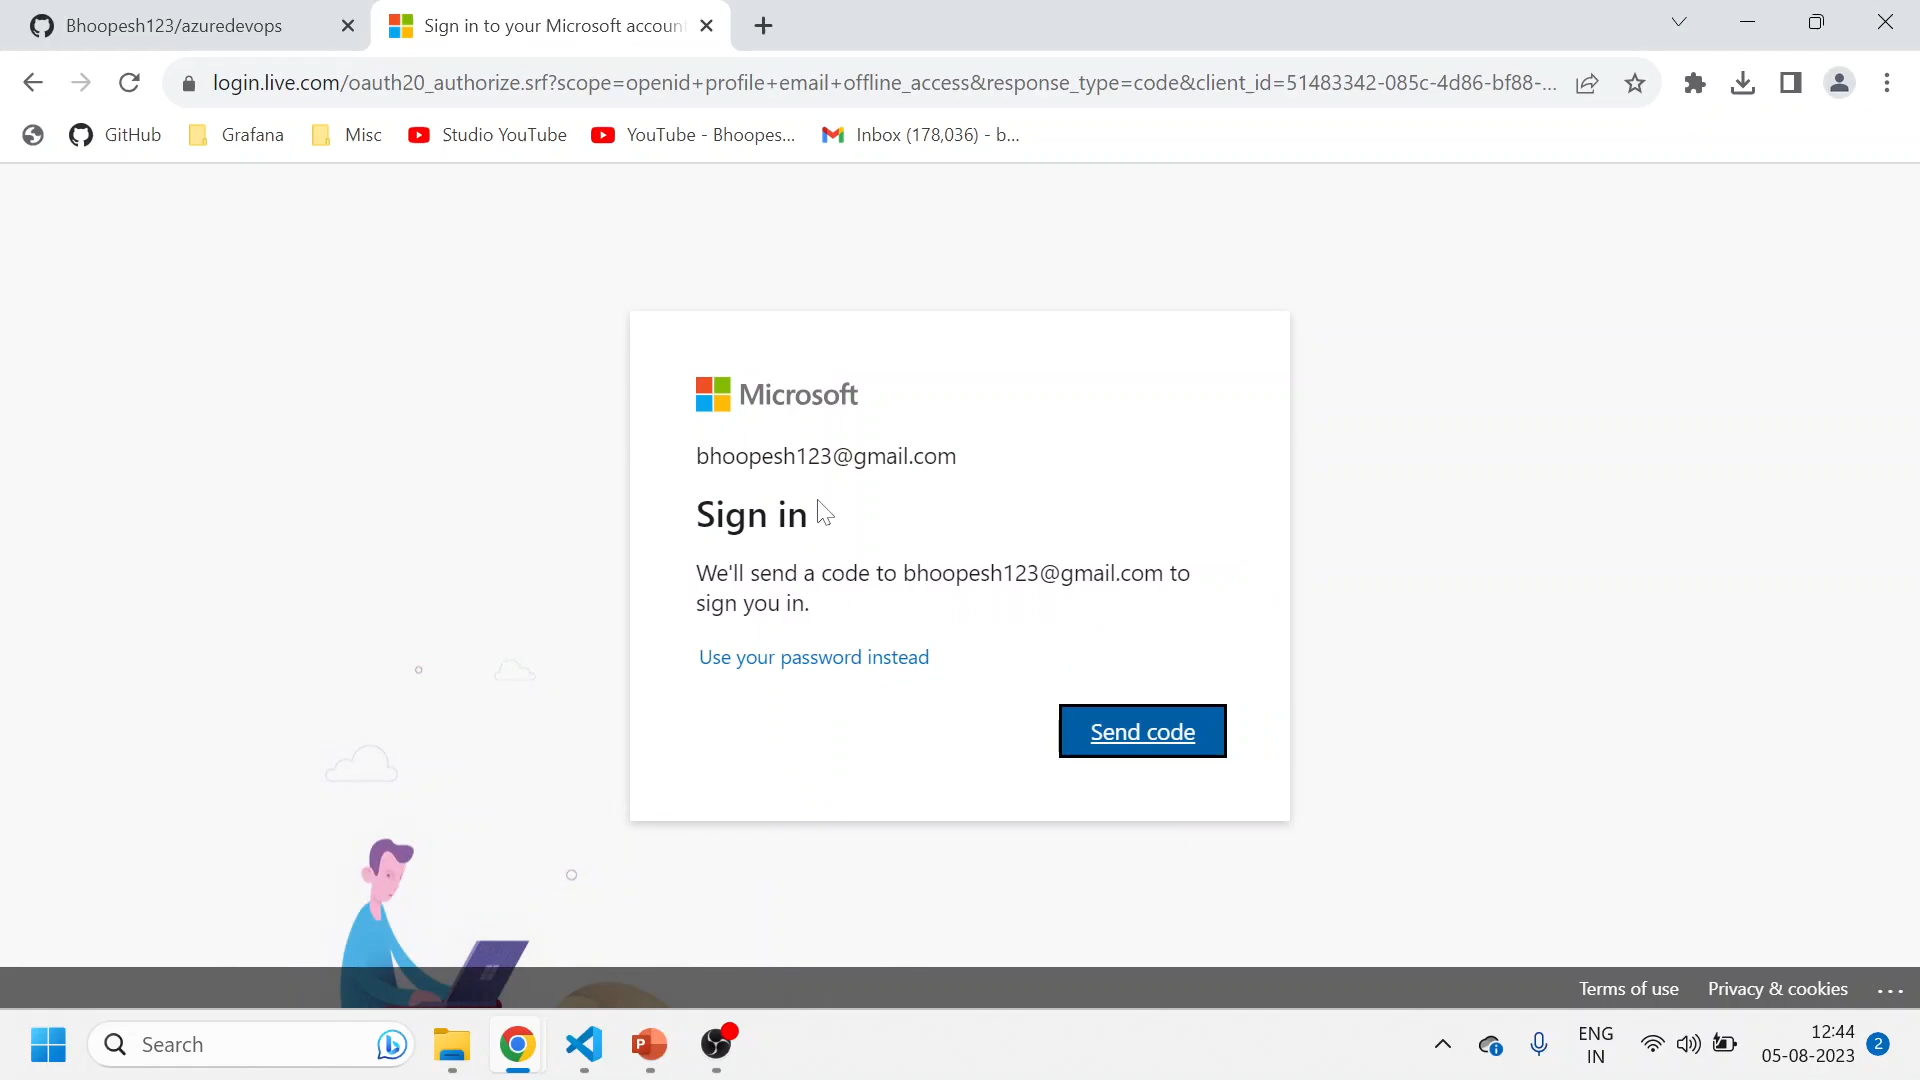 Bhoopesh123/azuredevops
Sign in to your Microsoft accoun
login.live.com/oauth20_authorize.srf?scope=openid+profile+email+offline_access&response_type=code&client_id=51483342-085c-4d86-bf88-...
GitHub
Grafana
Misc
Studio YouTube
YouTube - Bhoopes...
Inbox (178,036) - b...
Microsoft
bhoopesh123@gmail.com
Sign in
We'll send a code to bhoopesh123@gmail.com to
sign you in.
Use your password instead
Send code
Terms of use
Privacy & cookies
...
Search
ENG
IN
12:44
05-08-2023
2